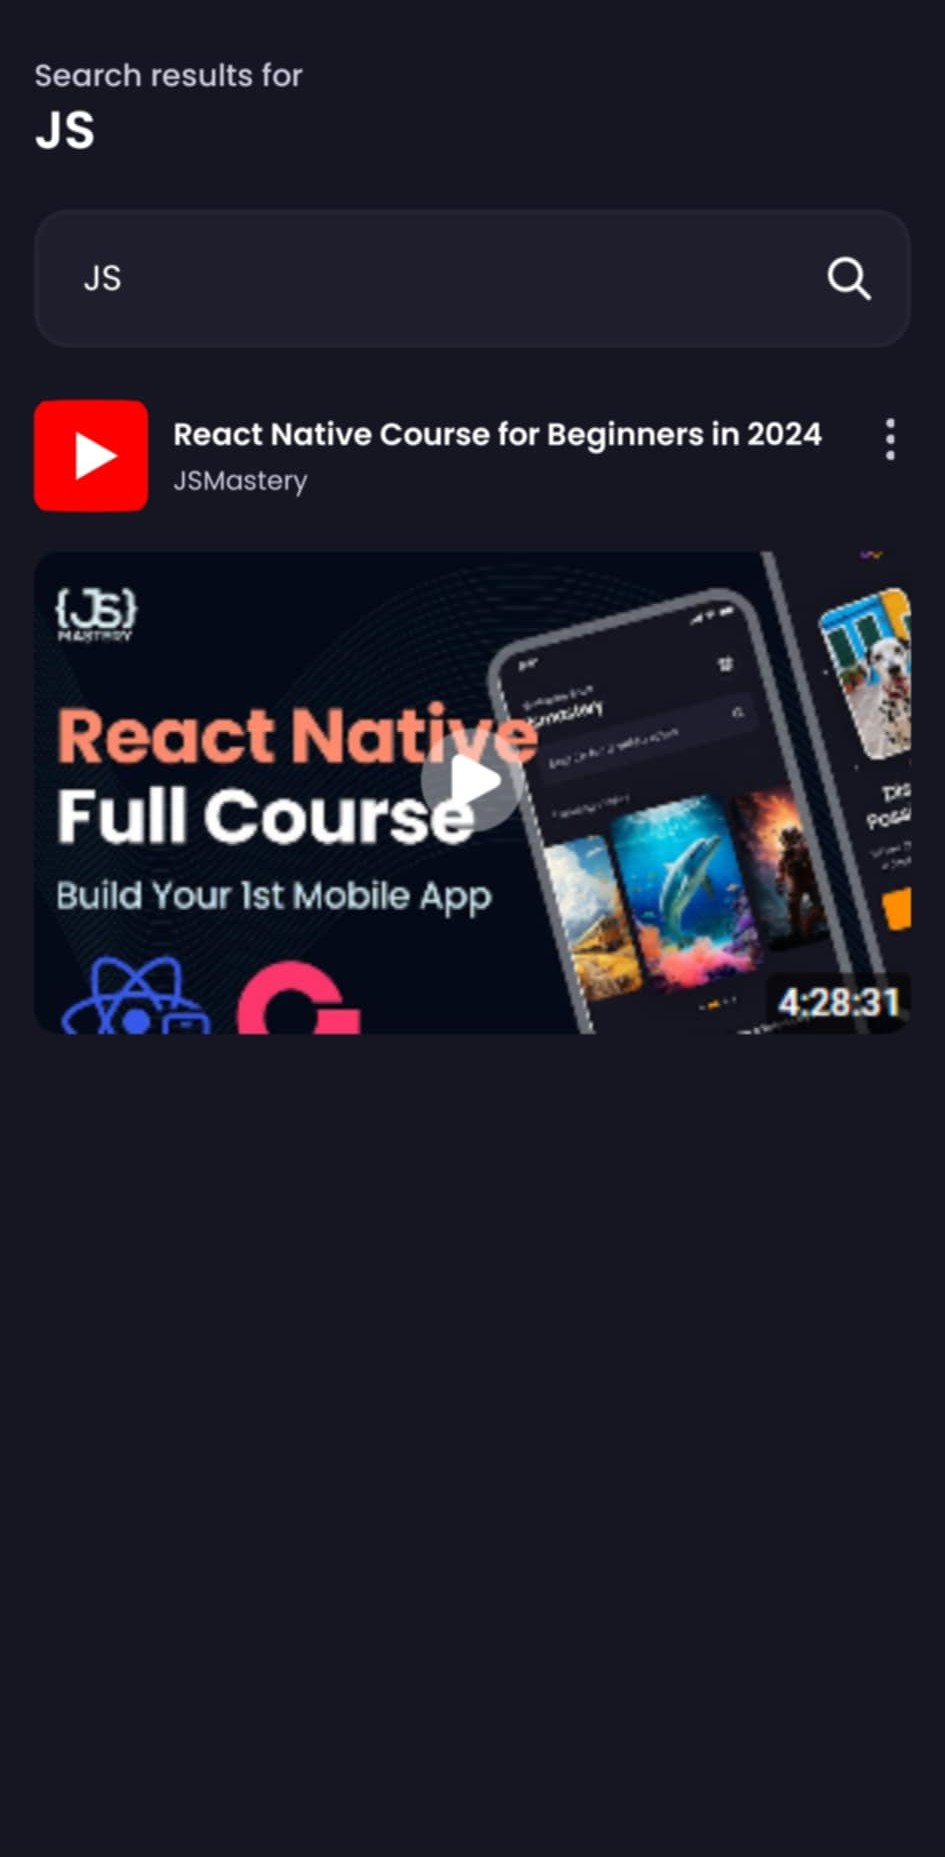 Search results for
JS
JS
React Native Course for Beginners in 2024
JSMastery
{JS}
MASTERY
React Native
Full Course
Build Your 1st Mobile App
4:28:31